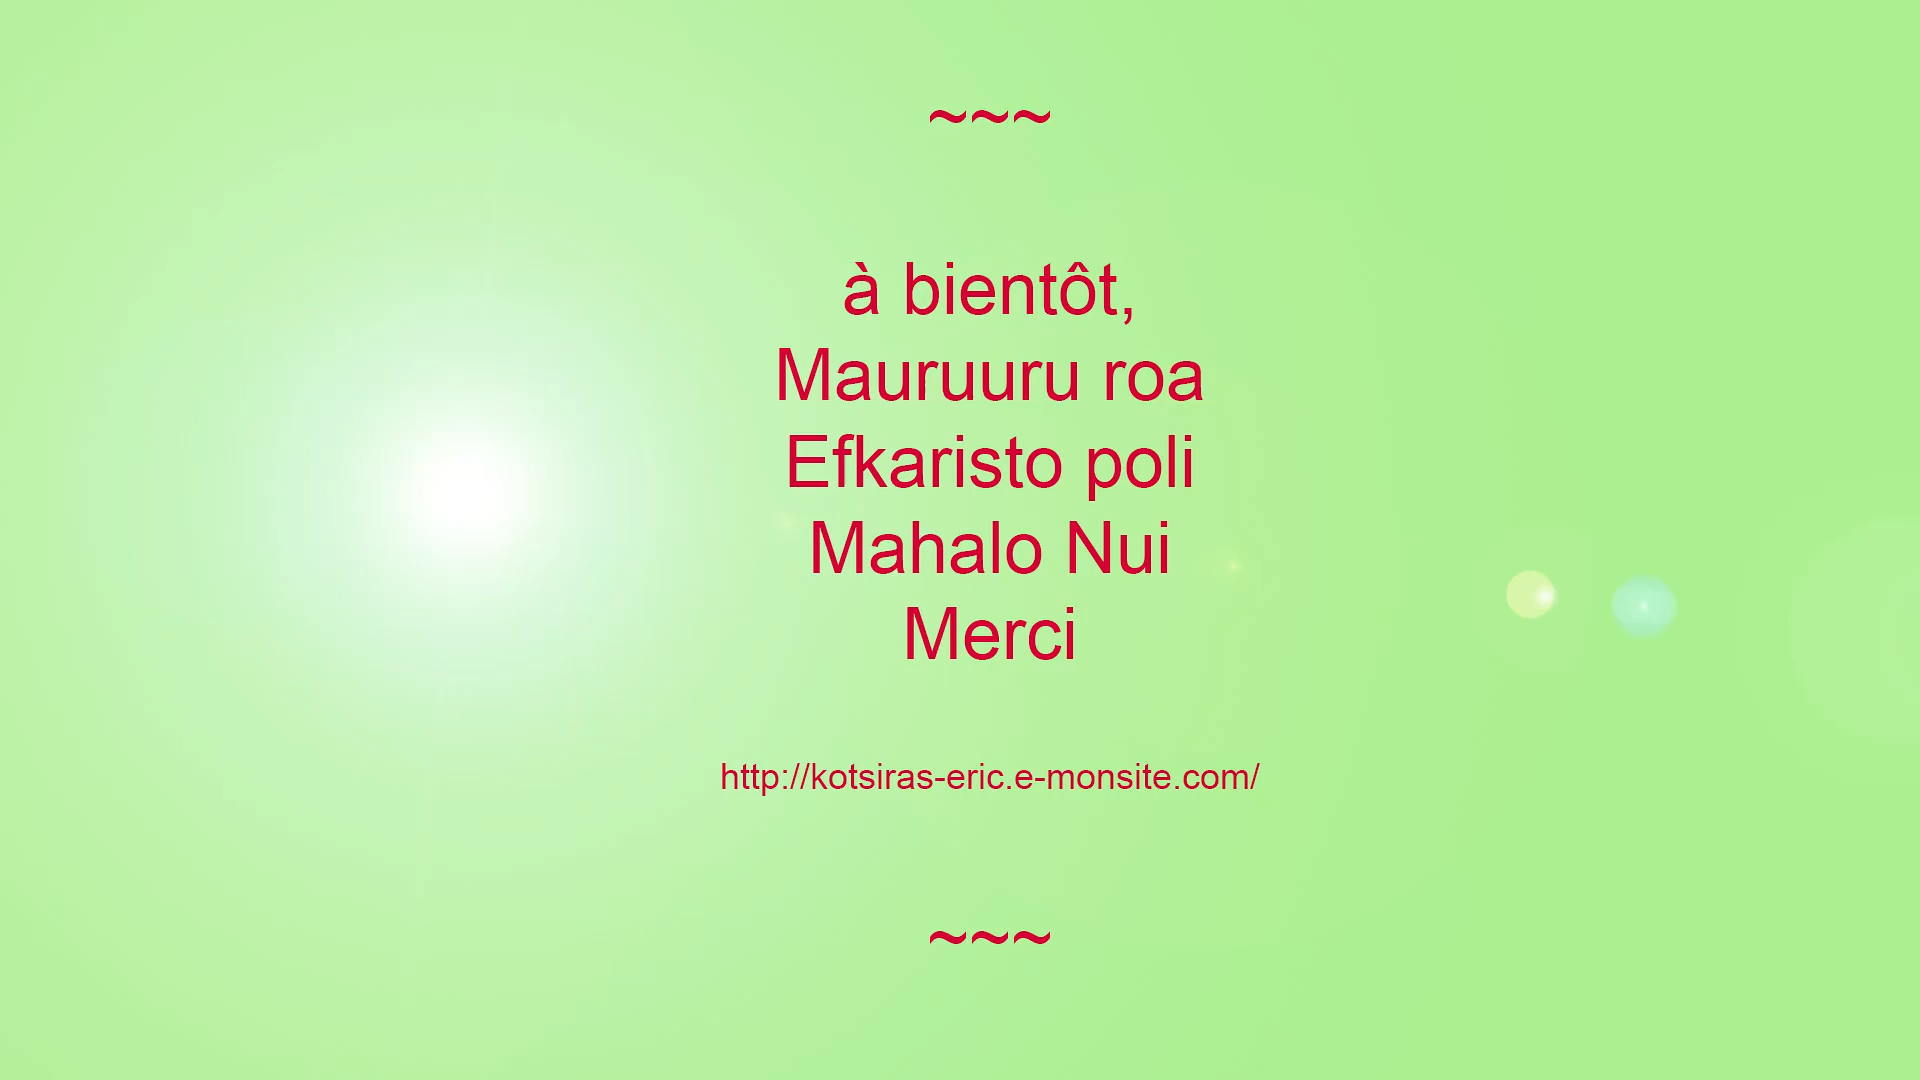 ~~~
à bientôt,
Mauruuru roa
Efkaristo poli
Mahalo Nui
Merci
http://kotsiras-eric.e-monsite.com/
~~~